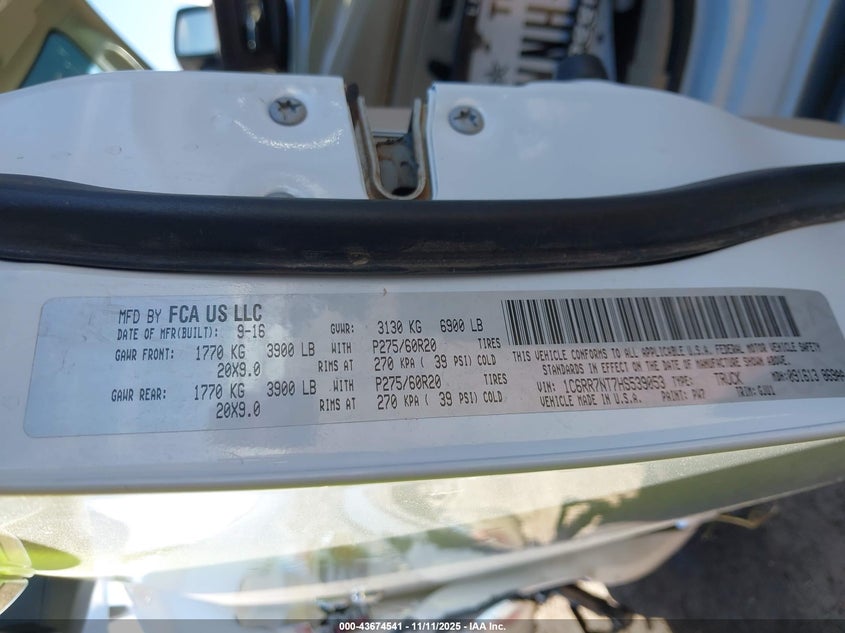 MFD BY FCA US LLC
DATE OF MFR(BUILT): 9-16 GVWR: 3130 KG 6900 LB
GAWR FRONT: 1770 KG 3900 LB WITH P275/60R20 TIRES
20X9.0 RIMS AT 270 KPA ( 39 PSI) COLD
GAWR REAR: 1770 KG 3900 LB WITH P275/60R20 TIRES
20X9.0 RIMS AT 270 KPA ( 39 PSI) COLD
THIS VEHICLE CONFORMS TO ALL APPLICABLE U.S.A. FEDERAL MOTOR VEHICLE SAFETY
STANDARDS IN EFFECT ON THE DATE OF MANUFACTURE SHOWN ABOVE.
VIN: 1C6RR7NT7HS539053 TYPE: TRUCK
VEHICLE MADE IN U.S.A. PAINT: PW7
000-43674541 - 11/11/2025 - IAA Inc.